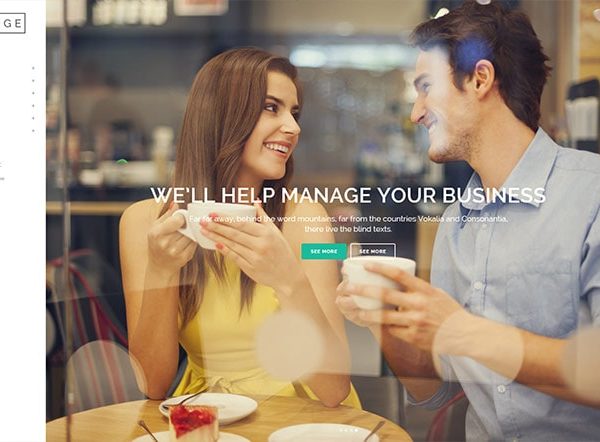 GE
WE'LL HELP MANAGE YOUR BUSINESS
Far far away, behind the word mountains, far from the countries Vokalia and Consonantia,
there live the blind texts.
SEE MORE SEE MORE